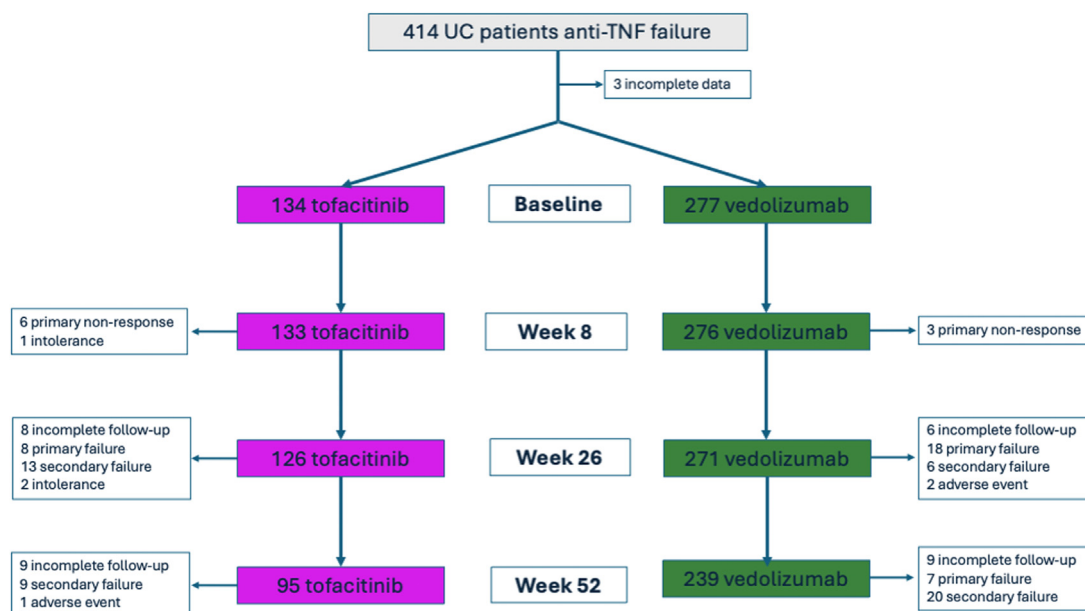 414 UC patients anti-TNF failure
3 incomplete data
134 tofacitinib
Baseline
277 vedolizumab
6 primary non-response
1 intolerance
133 tofacitinib
Week 8
276 vedolizumab
3 primary non-response
8 incomplete follow-up
8 primary failure
13 secondary failure
2 intolerance
126 tofacitinib
Week 26
271 vedolizumab
6 incomplete follow-up
18 primary failure
6 secondary failure
2 adverse event
9 incomplete follow-up
9 secondary failure
1 adverse event
95 tofacitinib
Week 52
239 vedolizumab
9 incomplete follow-up
7 primary failure
20 secondary failure